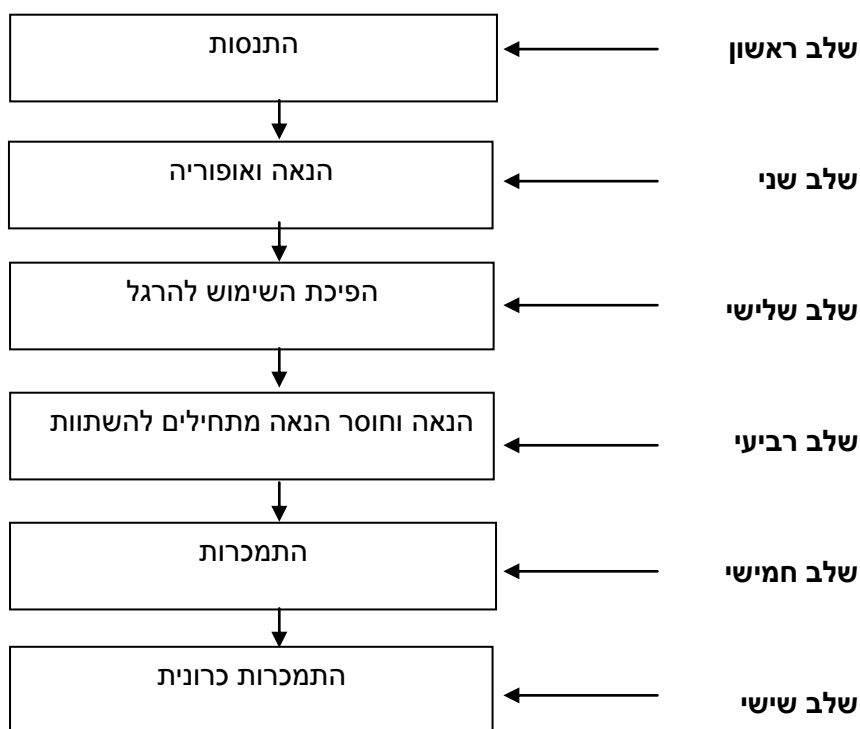 שלב ראשון
התנסות
שלב שני
הנאה ואופוריה
שלב שלישי
הפיכת השימוש להרגל
שלב רביעי
הנאה וחוסר הנאה מתחילים להשתוות
שלב חמישי
התמכרות
שלב שישי
התמכרות כרונית